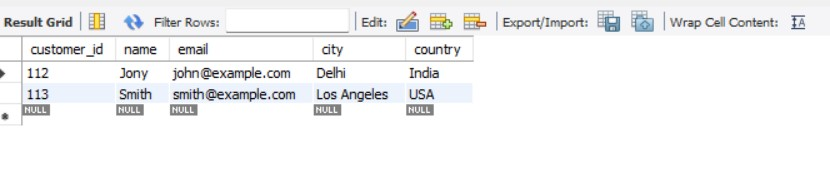 Result Grid Filter Rows: Edit: Export/Import: Wrap Cell Content: IA
customer_id name email city country
112 Jony john@example.com Delhi India
113 Smith smith@example.com Los Angeles USA
NULL NULL NULL NULL NULL